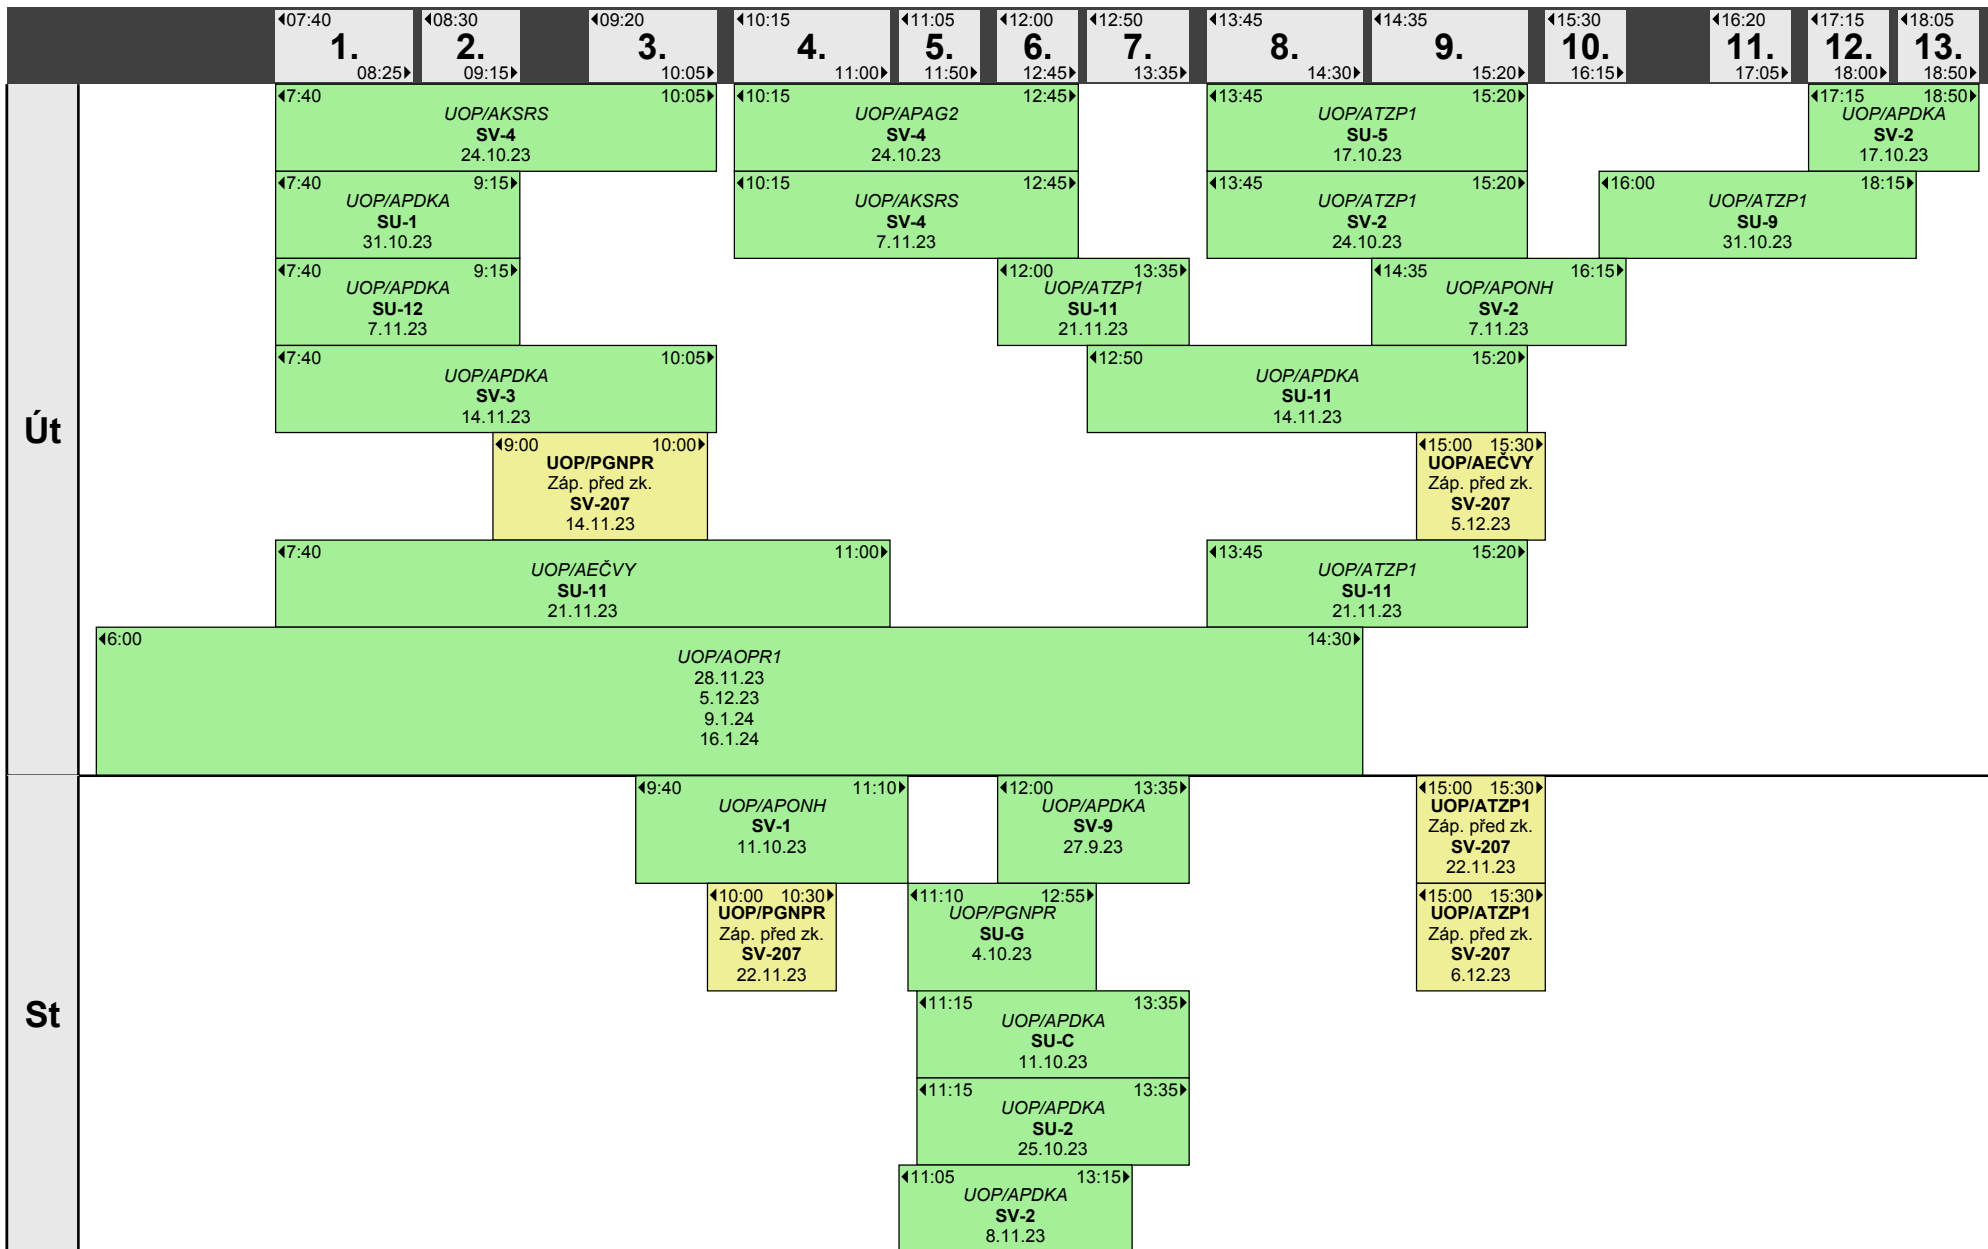 07:40 08:30 09:20 10:15 11:05 12:00 12:50 13:45 14:35 15:30 16:20 17:15 18:05
1. 2. 3. 4. 5. 6. 7. 8. 9. 10. 11. 12. 13.
08:25 09:15 10:05 11:00 11:50 12:45 13:35 14:30 15:20 16:15 17:05 18:00 18:50
Út
7:40 10:05
UOP/AKSRS
SV-4
24.10.23
10:15 12:45
UOP/APAG2
SV-4
24.10.23
13:45 15:20
UOP/ATZP1
SU-5
17.10.23
17:15 18:50
UOP/APDKA
SV-2
17.10.23
7:40 9:15
UOP/APDKA
SU-1
31.10.23
10:15 12:45
UOP/AKSRS
SV-4
7.11.23
13:45 15:20
UOP/ATZP1
SV-2
24.10.23
16:00 18:15
UOP/ATZP1
SU-9
31.10.23
7:40 9:15
UOP/APDKA
SU-12
7.11.23
12:00 13:35
UOP/ATZP1
SU-11
21.11.23
14:35 16:15
UOP/APONH
SV-2
7.11.23
7:40 10:05
UOP/APDKA
SV-3
14.11.23
12:50 15:20
UOP/APDKA
SU-11
14.11.23
9:00 10:00
UOP/PGNPR
Záp. před zk.
SV-207
14.11.23
15:00 15:30
UOP/AEČVY
Záp. před zk.
SV-207
5.12.23
7:40 11:00
UOP/AEČVY
SU-11
21.11.23
13:45 15:20
UOP/ATZP1
SU-11
21.11.23
6:00 14:30
UOP/AOPR1
28.11.23
5.12.23
9.1.24
16.1.24
St
9:40 11:10
UOP/APONH
SV-1
11.10.23
12:00 13:35
UOP/APDKA
SV-9
27.9.23
15:00 15:30
UOP/ATZP1
Záp. před zk.
SV-207
22.11.23
10:00 10:30
UOP/PGNPR
Záp. před zk.
SV-207
22.11.23
11:10 12:55
UOP/PGNPR
SU-G
4.10.23
15:00 15:30
UOP/ATZP1
Záp. před zk.
SV-207
6.12.23
11:15 13:35
UOP/APDKA
SU-C
11.10.23
11:15 13:35
UOP/APDKA
SU-2
25.10.23
11:05 13:15
UOP/APDKA
SV-2
8.11.23